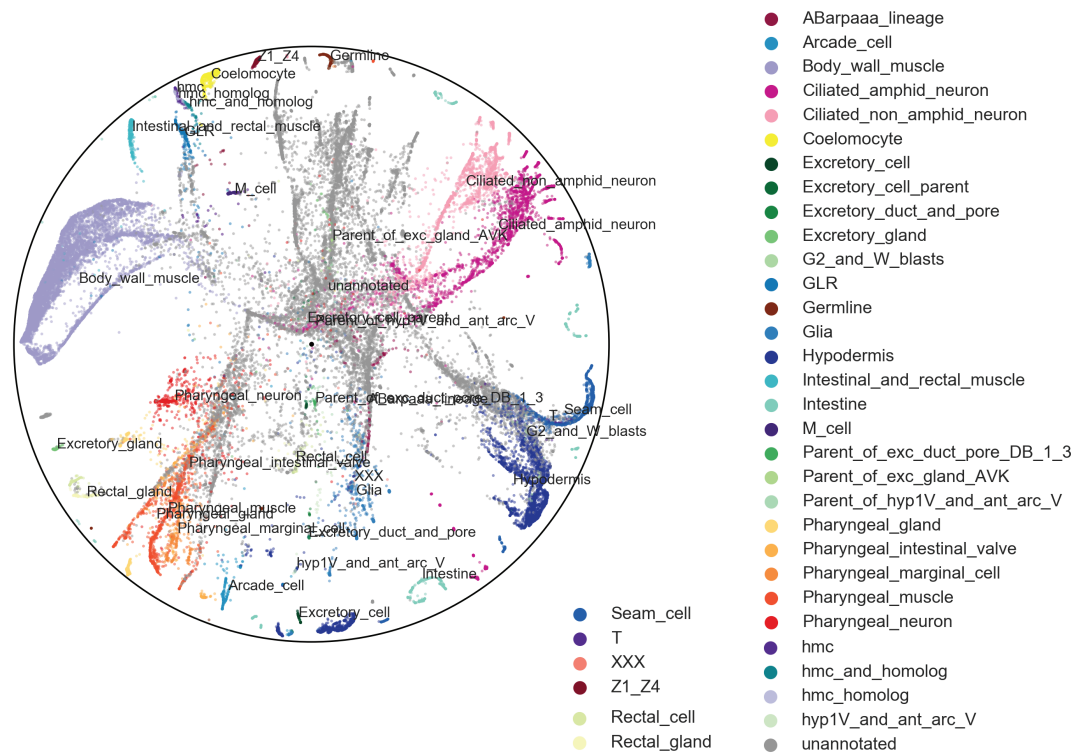 Z1_Z4
Germline
Coelomocyte
hmc
hmc_homolog
hmc_and_homolog
Intestinal_and_rectal_muscle
GLR
M_cell
Ciliated_non_amphid_neuron
Ciliated_amphid_neuron
Parent_of_exc_gland_AVK
Body_wall_muscle
unannotated
Excretory_cell_parent
Parent_of_hyp1V_and_ant_arc_V
Pharyngeal_neuron
Parent_of_exc_duct_pore_DB_1_3
ABarpaaa_lineage
T
Seam_cell
G2_and_W_blasts
Excretory_gland
Rectal_cell
Pharyngeal_intestinal_valve
XXX
Glia
Hypodermis
Rectal_gland
Pharyngeal_muscle
Pharyngeal_gland
Pharyngeal_marginal_cell
Excretory_duct_and_pore
hyp1V_and_ant_arc_V
Intestine
Arcade_cell
Excretory_cell
Seam_cell
T
XXX
Z1_Z4
Rectal_cell
Rectal_gland
ABarpaaa_lineage
Arcade_cell
Body_wall_muscle
Ciliated_amphid_neuron
Ciliated_non_amphid_neuron
Coelomocyte
Excretory_cell
Excretory_cell_parent
Excretory_duct_and_pore
Excretory_gland
G2_and_W_blasts
GLR
Germline
Glia
Hypodermis
Intestinal_and_rectal_muscle
Intestine
M_cell
Parent_of_exc_duct_pore_DB_1_3
Parent_of_exc_gland_AVK
Parent_of_hyp1V_and_ant_arc_V
Pharyngeal_gland
Pharyngeal_intestinal_valve
Pharyngeal_marginal_cell
Pharyngeal_muscle
Pharyngeal_neuron
hmc
hmc_and_homolog
hmc_homolog
hyp1V_and_ant_arc_V
unannotated